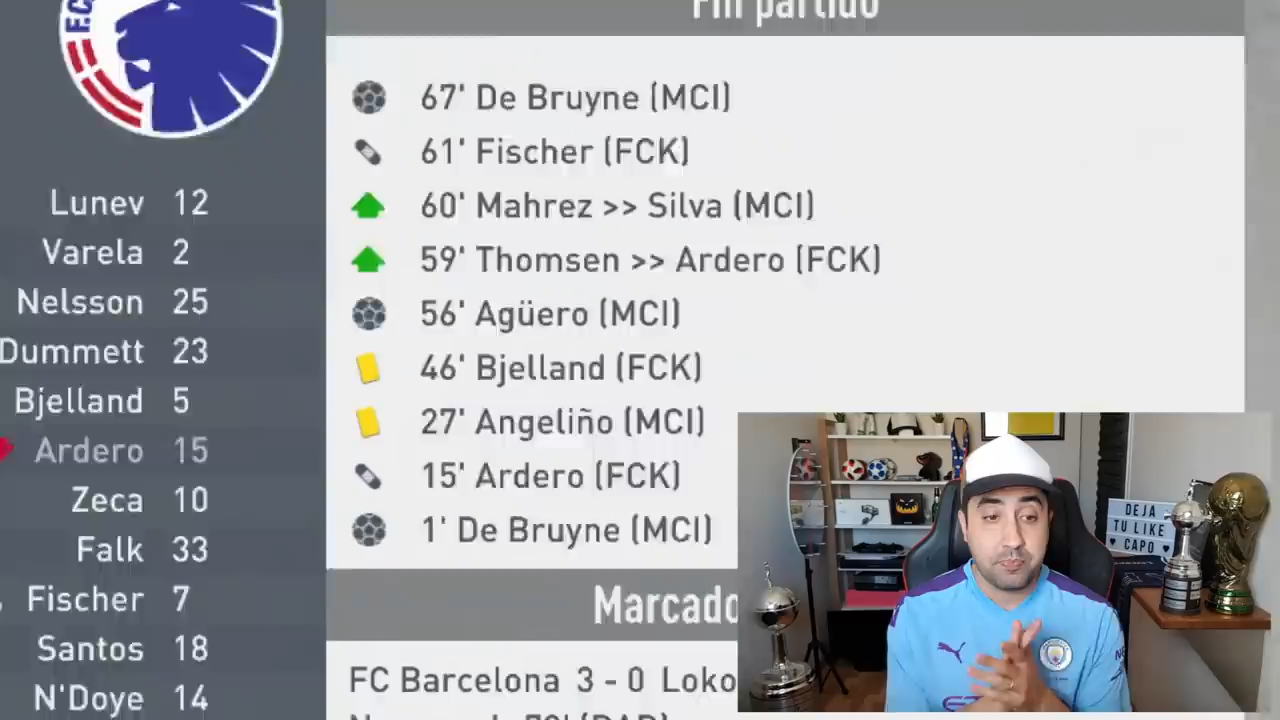 F.C.
Fin partido
67' De Bruyne (MCI)
61' Fischer (FCK)
60' Mahrez >> Silva (MCI)
59' Thomsen >> Ardero (FCK)
56' Agüero (MCI)
46' Bjelland (FCK)
27' Angeliño (MCI)
15' Ardero (FCK)
1' De Bruyne (MCI)
Lunev 12
Varela 2
Nelsson 25
Dummett 23
Bjelland 5
Ardero 15
Zeca 10
Falk 33
Fischer 7
Santos 18
N'Doye 14
Marcado
FC Barcelona 3 - 0 Loko
DEJA
TU LIKE
♥ CAPO ♥